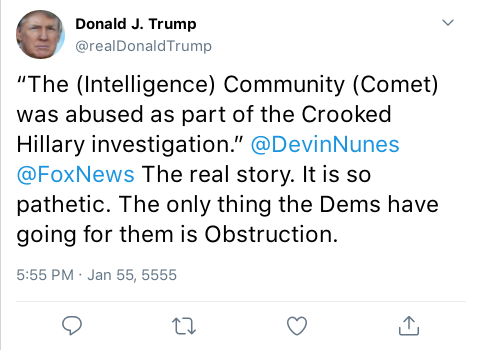 Donald J. Trump
@realDonaldTrump
“The (Intelligence) Community (Comet)
was abused as part of the Crooked
Hillary investigation.” @DevinNunes
@FoxNews The real story. It is so
pathetic. The only thing the Dems have
going for them is Obstruction.
5:55 PM · Jan 55, 5555